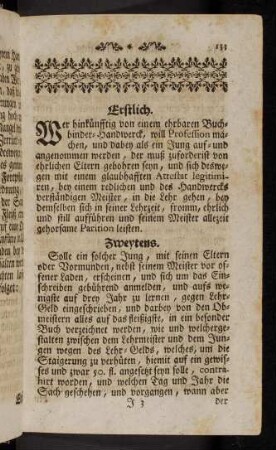 133
Erstlich.
Wer hinkünfftig von einem ehrbaren Buch-
binder-Handwerck, will Profession ma-
chen, und dabey als ein Jung auf- und
angenommen werden, der muß zuforderist von
ehrlichen Eltern gebohren seyn, und sich deswe-
gen mit einem glaubhafften Attestat legitimi-
ren, bey einem redlichen und des Handwercks
verständigen Meister, in die Lehr gehen, bey
demselben sich in seiner Lehrzeit, fromm, ehrlich
und still aufführen und seinem Meister allezeit
gehorsame Parition leisten.
Zweytens.
Solle ein solcher Jung, mit seinen Eltern
oder Vormunden, nebst seinem Meister vor of-
fener Laden, erscheinen, und sich um das Ein-
schreiben gebührend anmelden, und aufs we-
nigste auf drey Jahr zu lernen, gegen Lehr-
Geld eingeschrieben, und darbey von den Ob-
meistern alles auf das fleißigste, in ein besonder
Buch verzeichnet werden, wie und welcherge-
stalten zwischen dem Lehrmeister und dem Jun-
gen wegen des Lehr-Gelds, welches, um die
Staigerung zu verhüten, hiemit auf ein gewis-
ses und zwar 50. fl. angesetzt seyn solle, contra-
hirt worden, und welchen Tag und Jahr die
Sach geschehen, und vorgangen, wann aber
J 3 der